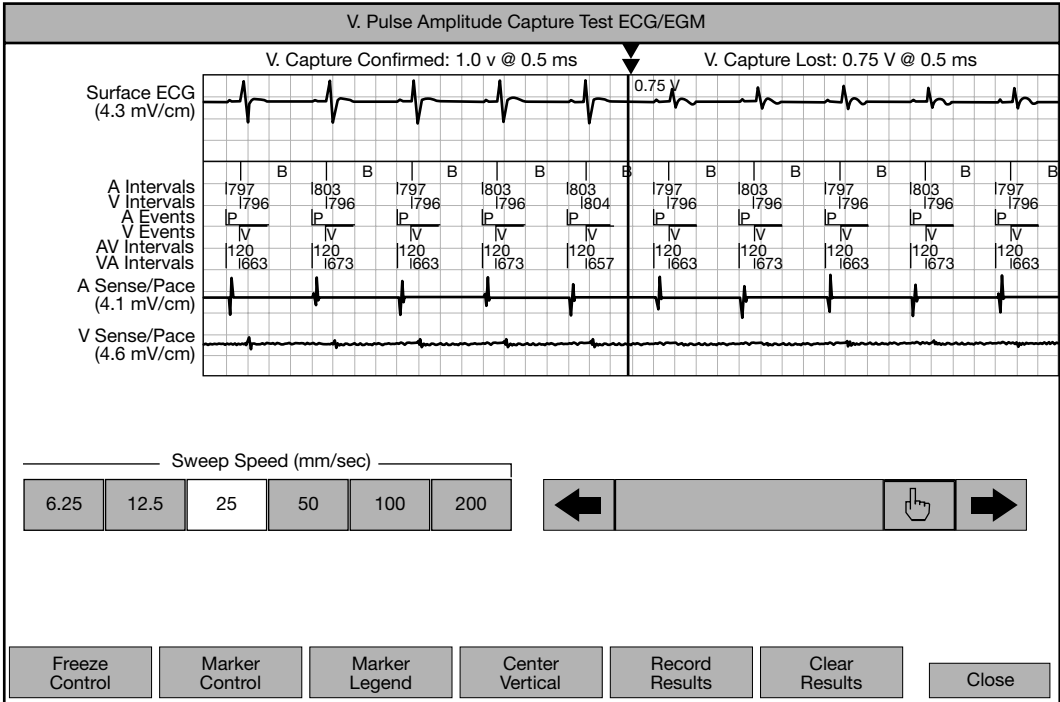 V. Pulse Amplitude Capture Test ECG/EGM
V. Capture Confirmed: 1.0 v @ 0.5 ms
V. Capture Lost: 0.75 V @ 0.5 ms
Surface ECG
(4.3 mV/cm)
0.75 V
B B B B B B B B B
A Intervals 797 803 797 803 803 797 803 797 803 797
V Intervals 796 796 796 796 804 796 796 796 796 796
A Events P P P P P P P P P P
V Events V V V V V V V V V V
AV Intervals 120 120 120 120 120 120 120 120 120 120
VA Intervals 663 673 663 673 657 663 673 663 673 663
A Sense/Pace
(4.1 mV/cm)
V Sense/Pace
(4.6 mV/cm)
Sweep Speed (mm/sec)
6.25 12.5 25 50 100 200
Freeze
Control
Marker
Control
Marker
Legend
Center
Vertical
Record
Results
Clear
Results
Close